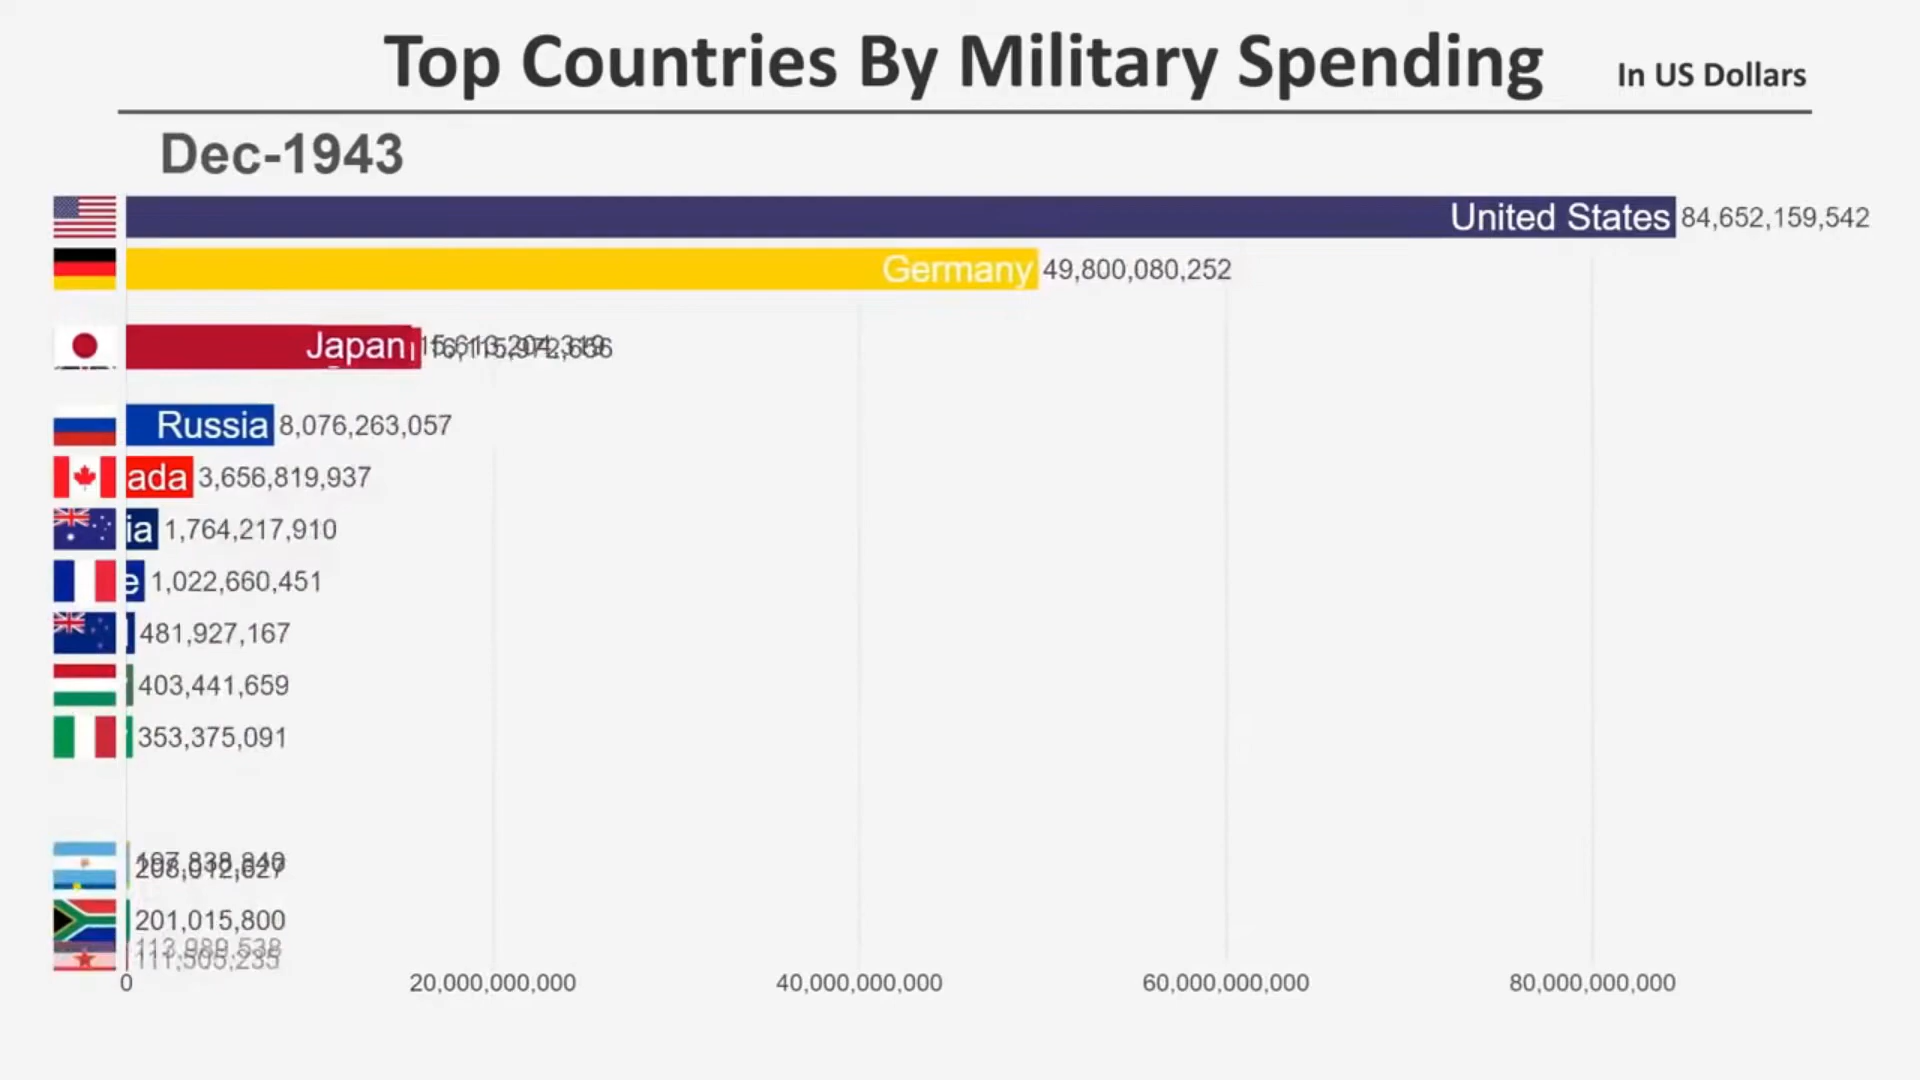 Top Countries By Military Spending In US Dollars
Dec-1943
United States 84,652,159,542
Germany 49,800,080,252
Japan
Russia 8,076,263,057
ada 3,656,819,937
ia 1,764,217,910
e 1,022,660,451
481,927,167
403,441,659
353,375,091
201,015,800
0 20,000,000,000 40,000,000,000 60,000,000,000 80,000,000,000